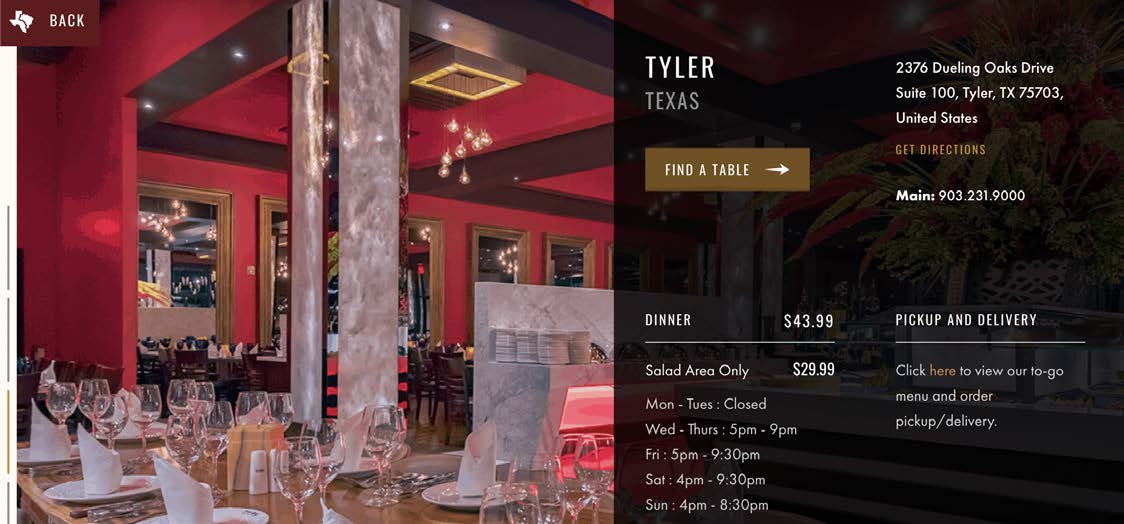 BACK
TYLER
TEXAS
FIND A TABLE
2376 Dueling Oaks Drive
Suite 100, Tyler, TX 75703,
United States
GET DIRECTIONS
Main: 903.231.9000
DINNER $43.99
Salad Area Only $29.99
Mon - Tues : Closed
Wed - Thurs : 5pm - 9pm
Fri : 5pm - 9:30pm
Sat : 4pm - 9:30pm
Sun : 4pm - 8:30pm
PICKUP AND DELIVERY
Click here to view our to-go
menu and order
pickup/delivery.